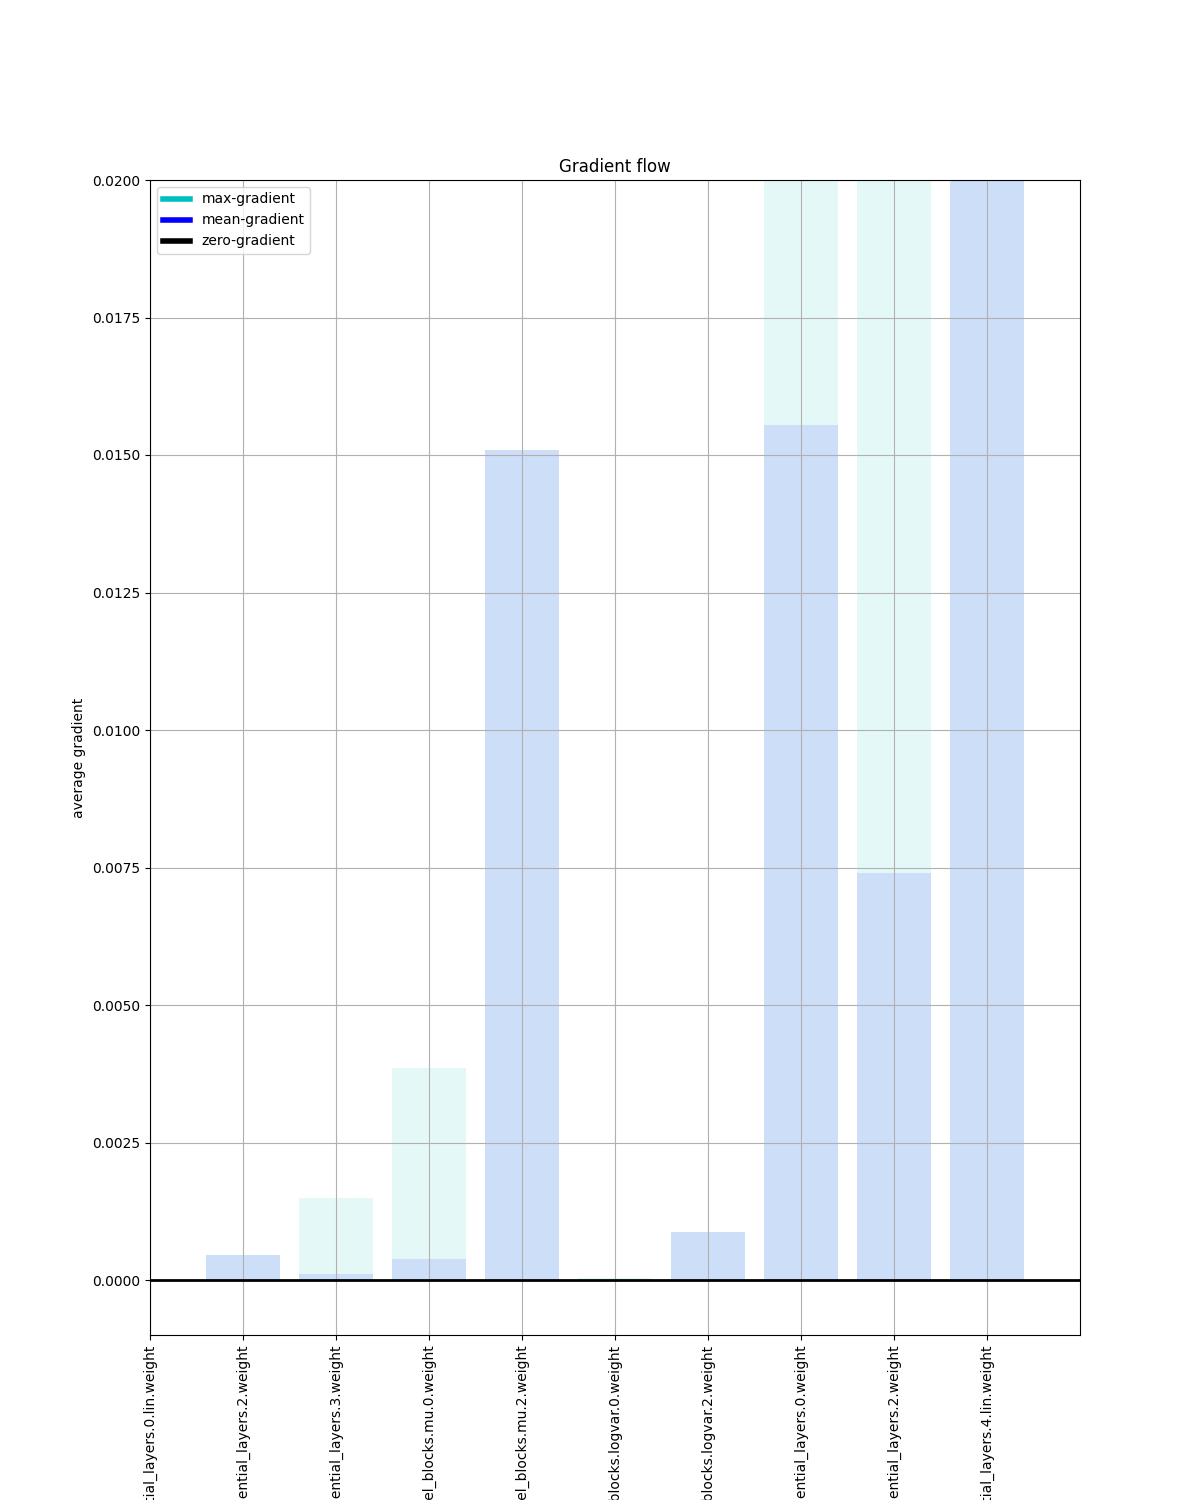 Gradient flow
max-gradient
mean-gradient
zero-gradient
0.0200
0.0175
0.0150
0.0125
0.0100
0.0075
0.0050
0.0025
0.0000
average gradient
tial_layers.0.lin.weight
ential_layers.2.weight
ential_layers.3.weight
el_blocks.mu.0.weight
el_blocks.mu.2.weight
blocks.logvar.0.weight
blocks.logvar.2.weight
ential_layers.0.weight
ential_layers.2.weight
tial_layers.4.lin.weight